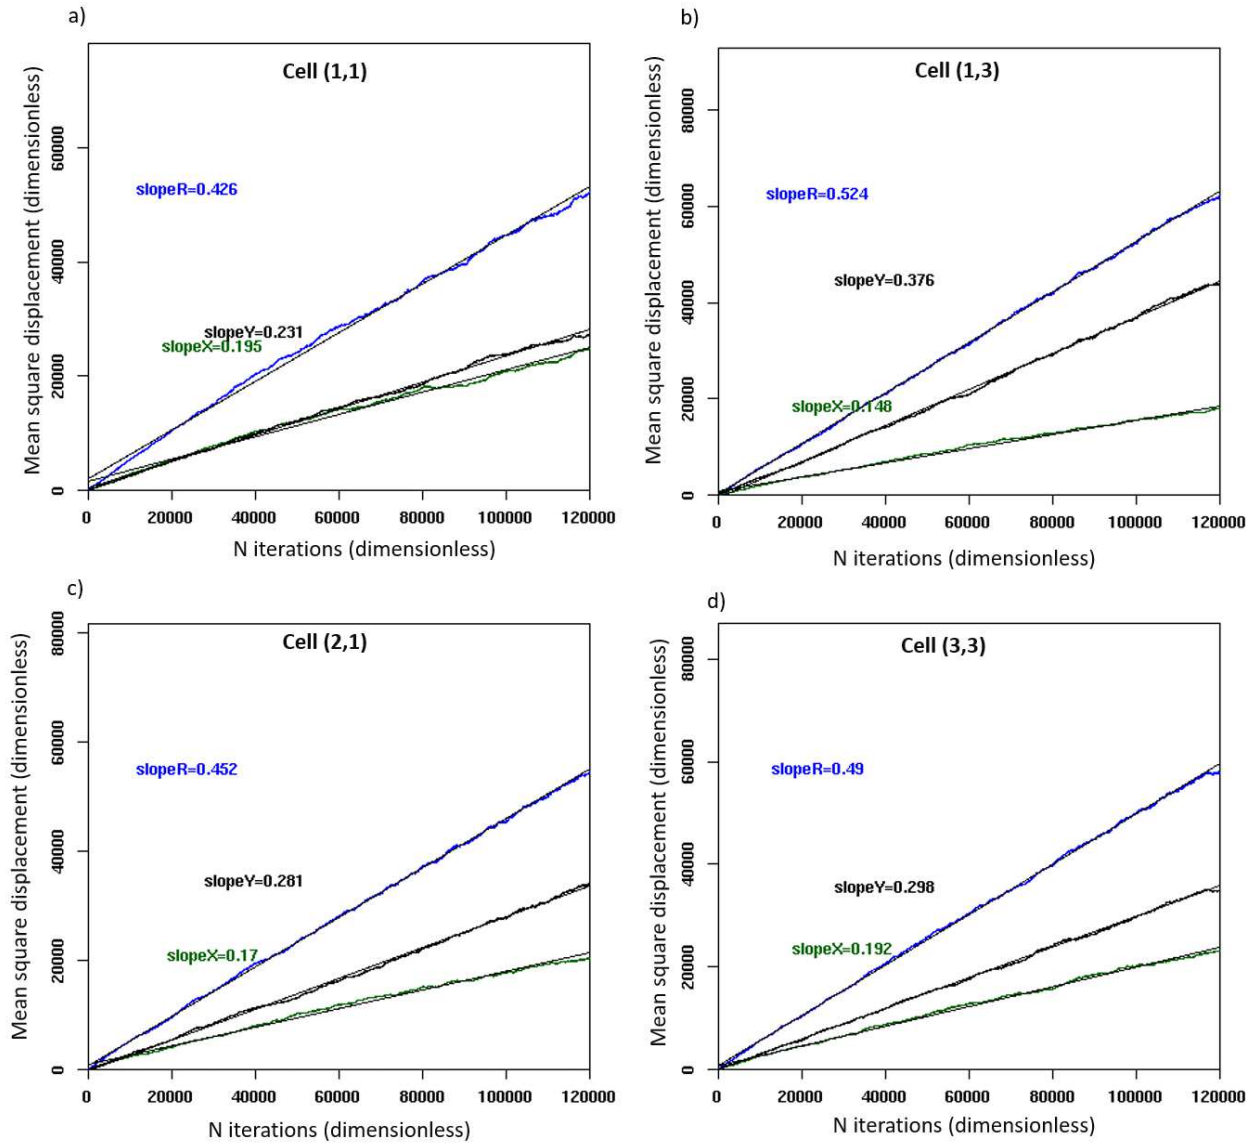 a)
Cell (1,1)
Mean square displacement (dimensionless)
60000
40000
20000
0
slopeR=0.426
slopeY=0.231
slopeX=0.195
0 20000 40000 60000 80000 100000 120000
N iterations (dimensionless)
b)
Cell (1,3)
Mean square displacement (dimensionless)
80000
60000
40000
20000
0
slopeR=0.524
slopeY=0.376
slopeX=0.148
0 20000 40000 60000 80000 100000 120000
N iterations (dimensionless)
c)
Cell (2,1)
Mean square displacement (dimensionless)
80000
60000
40000
20000
0
slopeR=0.452
slopeY=0.281
slopeX=0.17
0 20000 40000 60000 80000 100000 120000
N iterations (dimensionless)
d)
Cell (3,3)
Mean square displacement (dimensionless)
80000
60000
40000
20000
0
slopeR=0.49
slopeY=0.298
slopeX=0.192
0 20000 40000 60000 80000 100000 120000
N iterations (dimensionless)